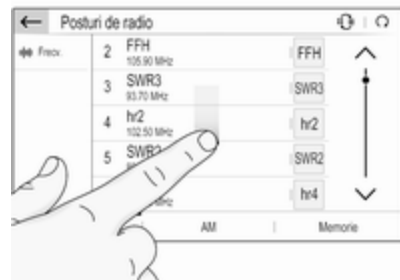 Posturi de radio
Frecv.
2 FFH FFH
105.90 MHz
3 SWR3 SWR3
93.70 MHz
4 hr2 hr2
102.50 MHz
5 SWR2 SWR2
hr4
MHz
AM Memorie